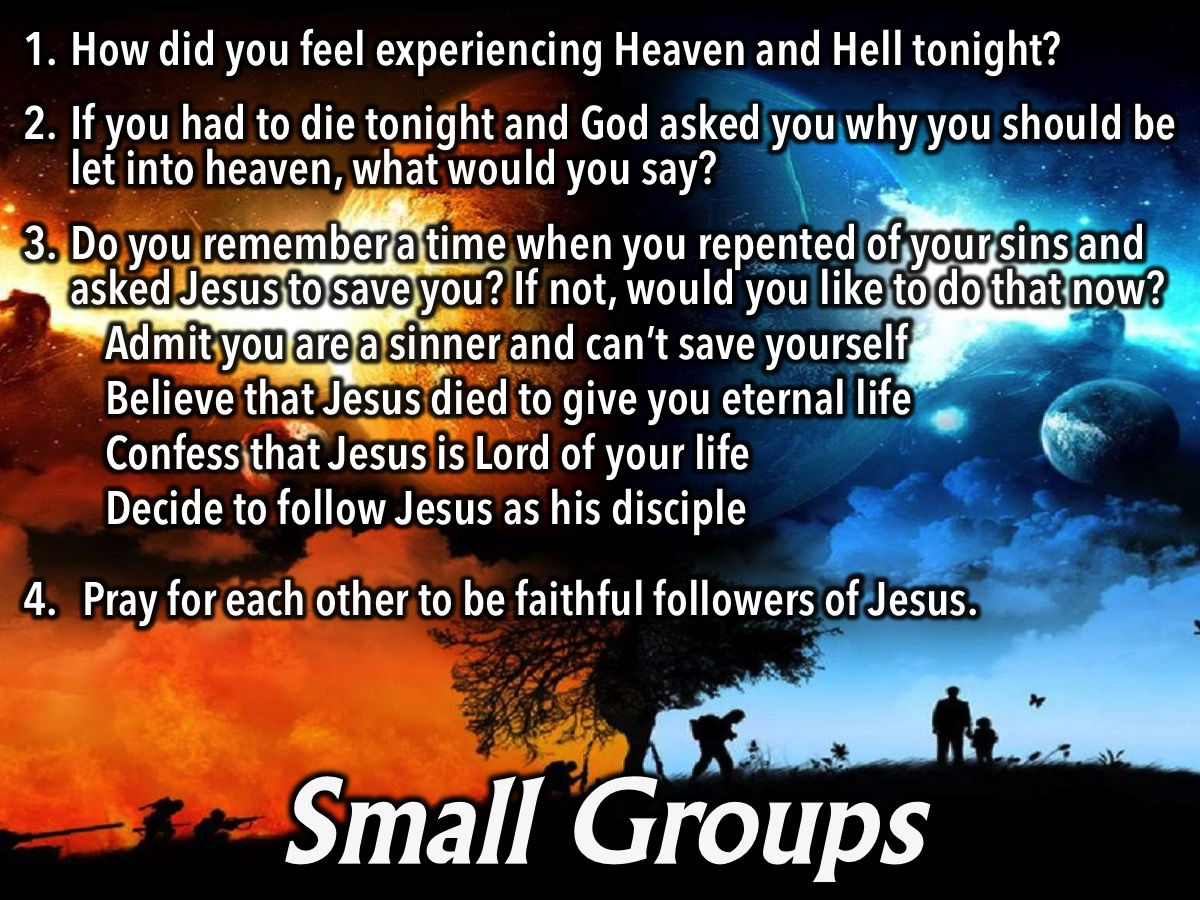 1. How did you feel experiencing Heaven and Hell tonight?
2. If you had to die tonight and God asked you why you should be
let into heaven, what would you say?
3. Do you remember a time when you repented of your sins and
asked Jesus to save you? If not, would you like to do that now?
Admit you are a sinner and can't save yourself
Believe that Jesus died to give you eternal life
Confess that Jesus is Lord of your life
Decide to follow Jesus as his disciple
4. Pray for each other to be faithful followers of Jesus.
Small Groups